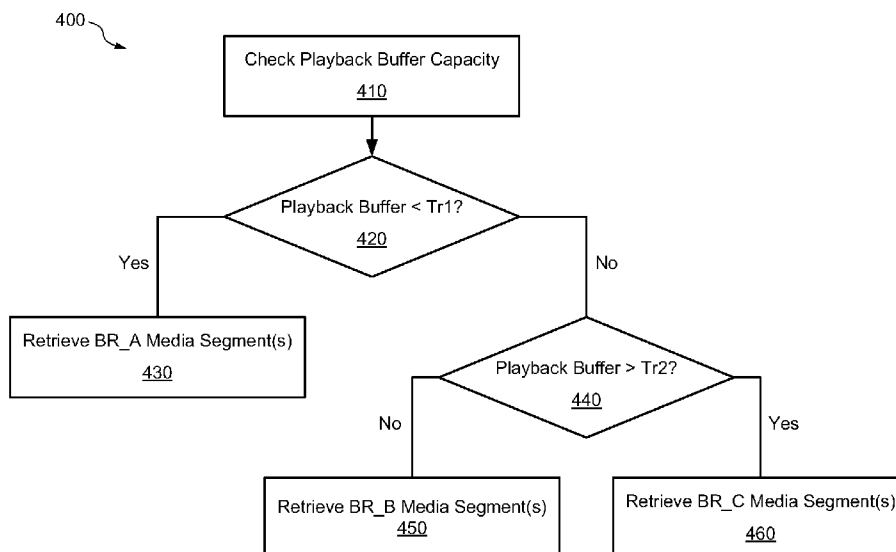 400
Check Playback Buffer Capacity
410
Playback Buffer < Tr1?
420
Yes
No
Retrieve BR_A Media Segment(s)
430
Playback Buffer > Tr2?
440
No
Yes
Retrieve BR_B Media Segment(s)
450
Retrieve BR_C Media Segment(s)
460